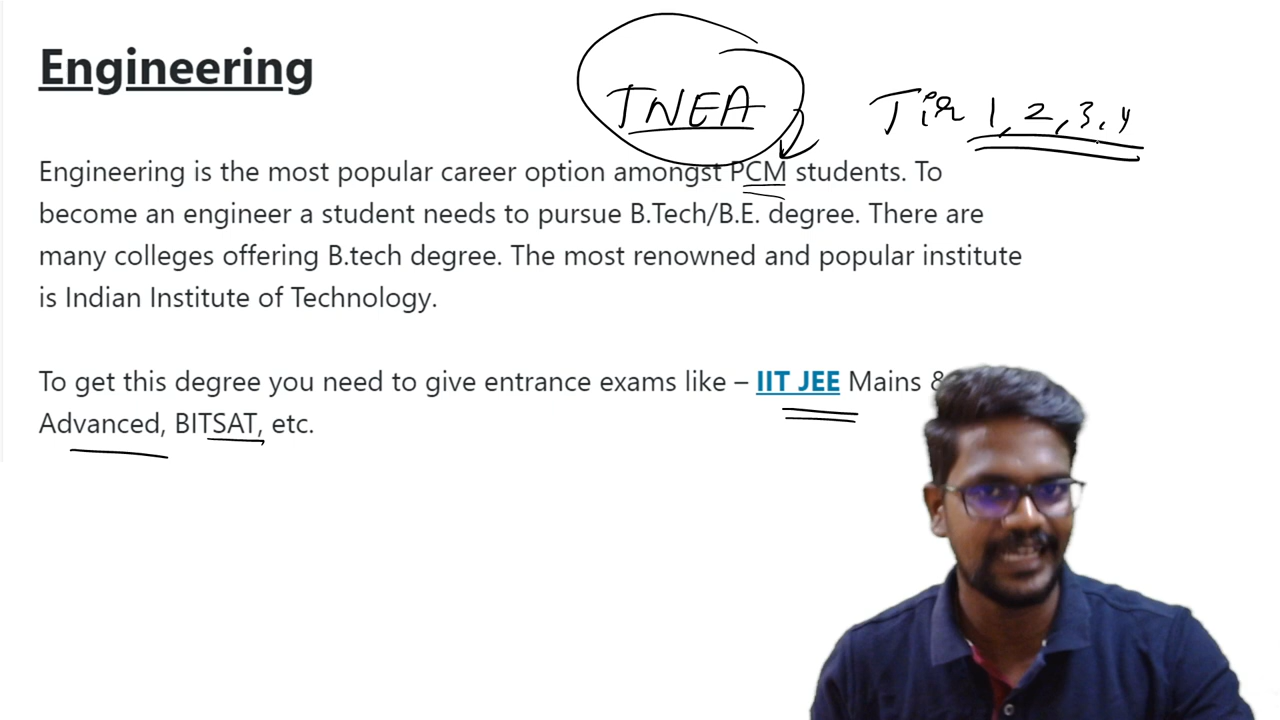 Engineering
TNEA
Tir 1, 2, 3, 4
Engineering is the most popular career option amongst PCM students. To
become an engineer a student needs to pursue B.Tech/B.E. degree. There are
many colleges offering B.tech degree. The most renowned and popular institute
is Indian Institute of Technology.
To get this degree you need to give entrance exams like – IIT JEE Mains &
Advanced, BITSAT, etc.